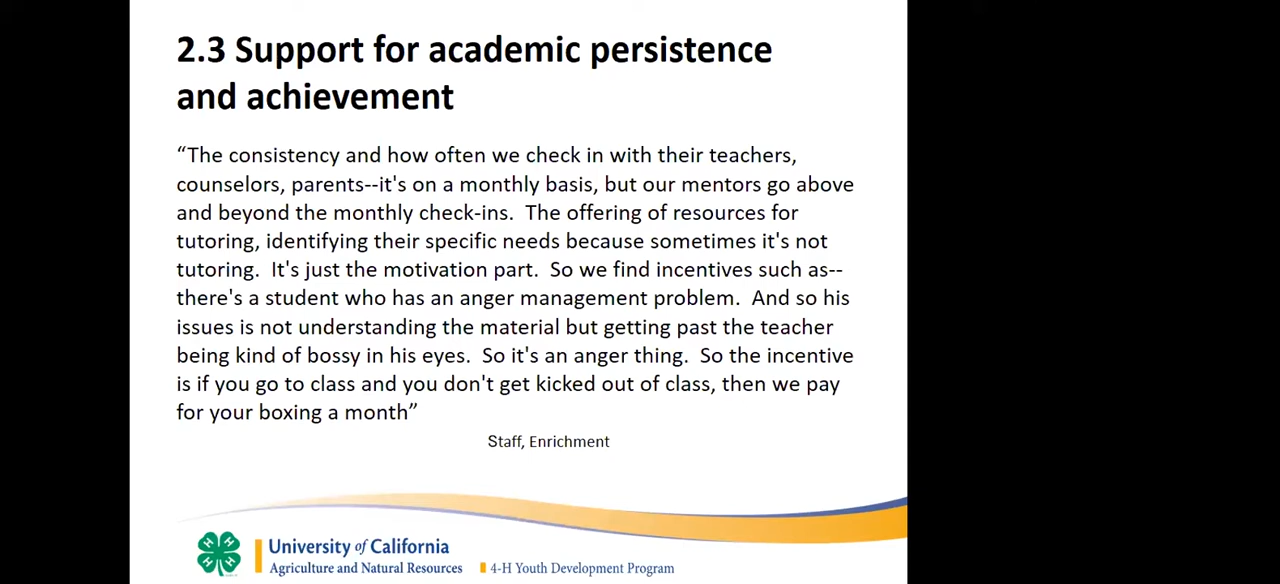 2.3 Support for academic persistence
and achievement
“The consistency and how often we check in with their teachers,
counselors, parents--it's on a monthly basis, but our mentors go above
and beyond the monthly check-ins.  The offering of resources for
tutoring, identifying their specific needs because sometimes it's not
tutoring.  It's just the motivation part.  So we find incentives such as--
there's a student who has an anger management problem.  And so his
issues is not understanding the material but getting past the teacher
being kind of bossy in his eyes.  So it's an anger thing.  So the incentive
is if you go to class and you don't get kicked out of class, then we pay
for your boxing a month”
Staff, Enrichment
H H H H
University of California
Agriculture and Natural Resources
4-H Youth Development Program